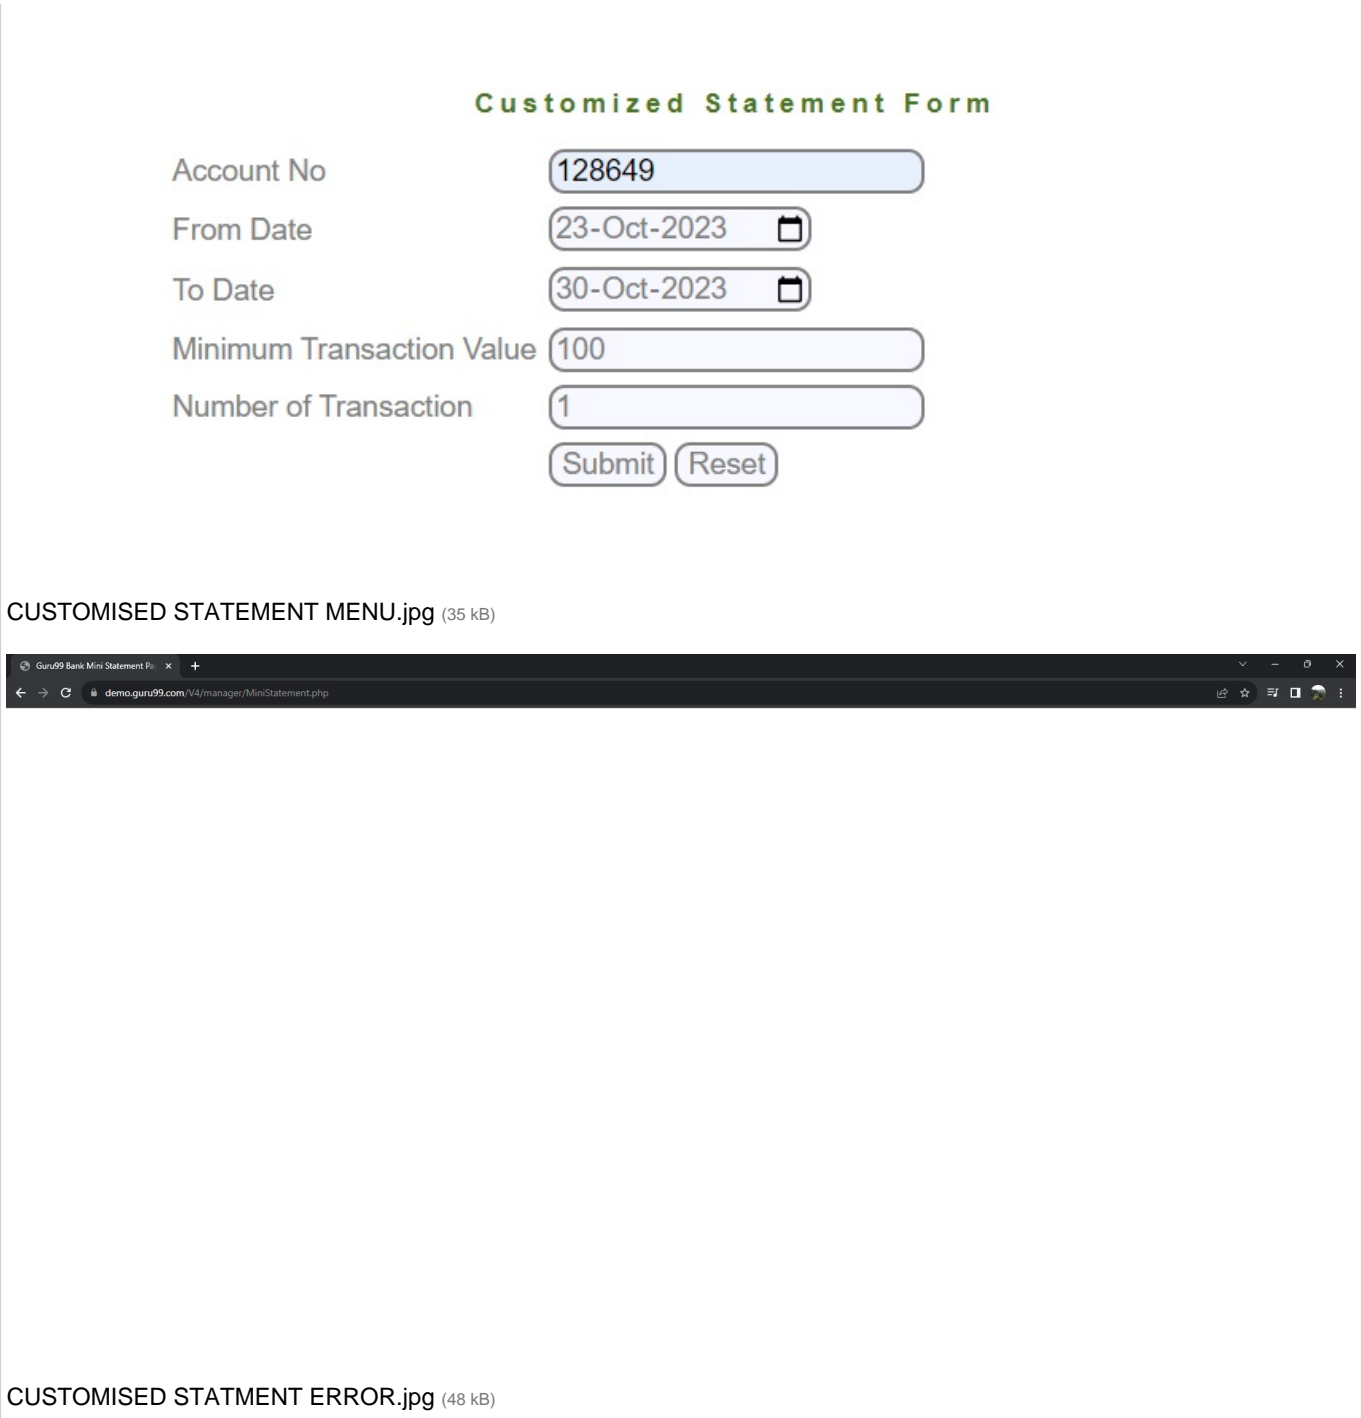 Customized Statement Form
Account No 128649
From Date 23-Oct-2023
To Date 30-Oct-2023
Minimum Transaction Value 100
Number of Transaction 1
Submit Reset
CUSTOMISED STATEMENT MENU.jpg (35 kB)
Guru99 Bank Mini Statement Pa
demo.guru99.com/V4/manager/MiniStatement.php
CUSTOMISED STATMENT ERROR.jpg (48 kB)